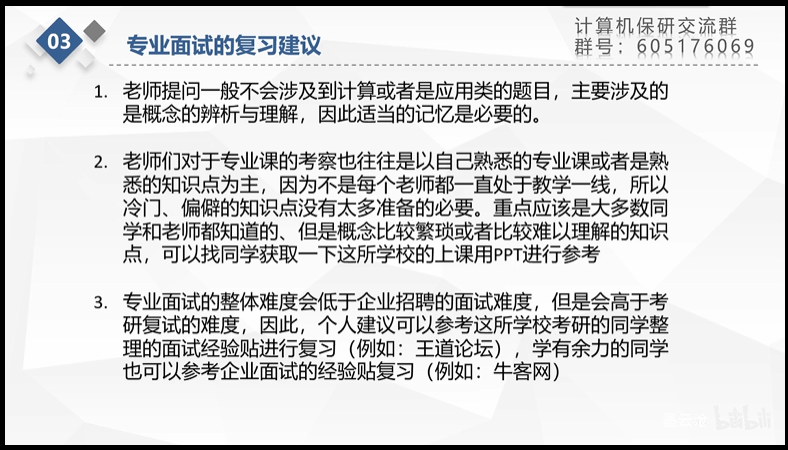 计算机保研交流群
群号：605176069
03
专业面试的复习建议
1. 老师提问一般不会涉及到计算或者是应用类的题目，主要涉及的
是概念的辨析与理解，因此适当的记忆是必要的。
2. 老师们对于专业课的考察也往往是以自己熟悉的专业课或者是熟
悉的知识点为主，因为不是每个老师都一直处于教学一线，所以
冷门、偏僻的知识点没有太多准备的必要。重点应该是大多数同
学和老师都知道的、但是概念比较繁琐或者比较难以理解的知识
点，可以找同学获取一下这所学校的上课用PPT进行参考
3. 专业面试的整体难度会低于企业招聘的面试难度，但是会高于考
研复试的难度，因此，个人建议可以参考这所学校考研的同学整
理的面试经验贴进行复习（例如：王道论坛），学有余力的同学
也可以参考企业面试的经验贴复习（例如：牛客网）
bilibili